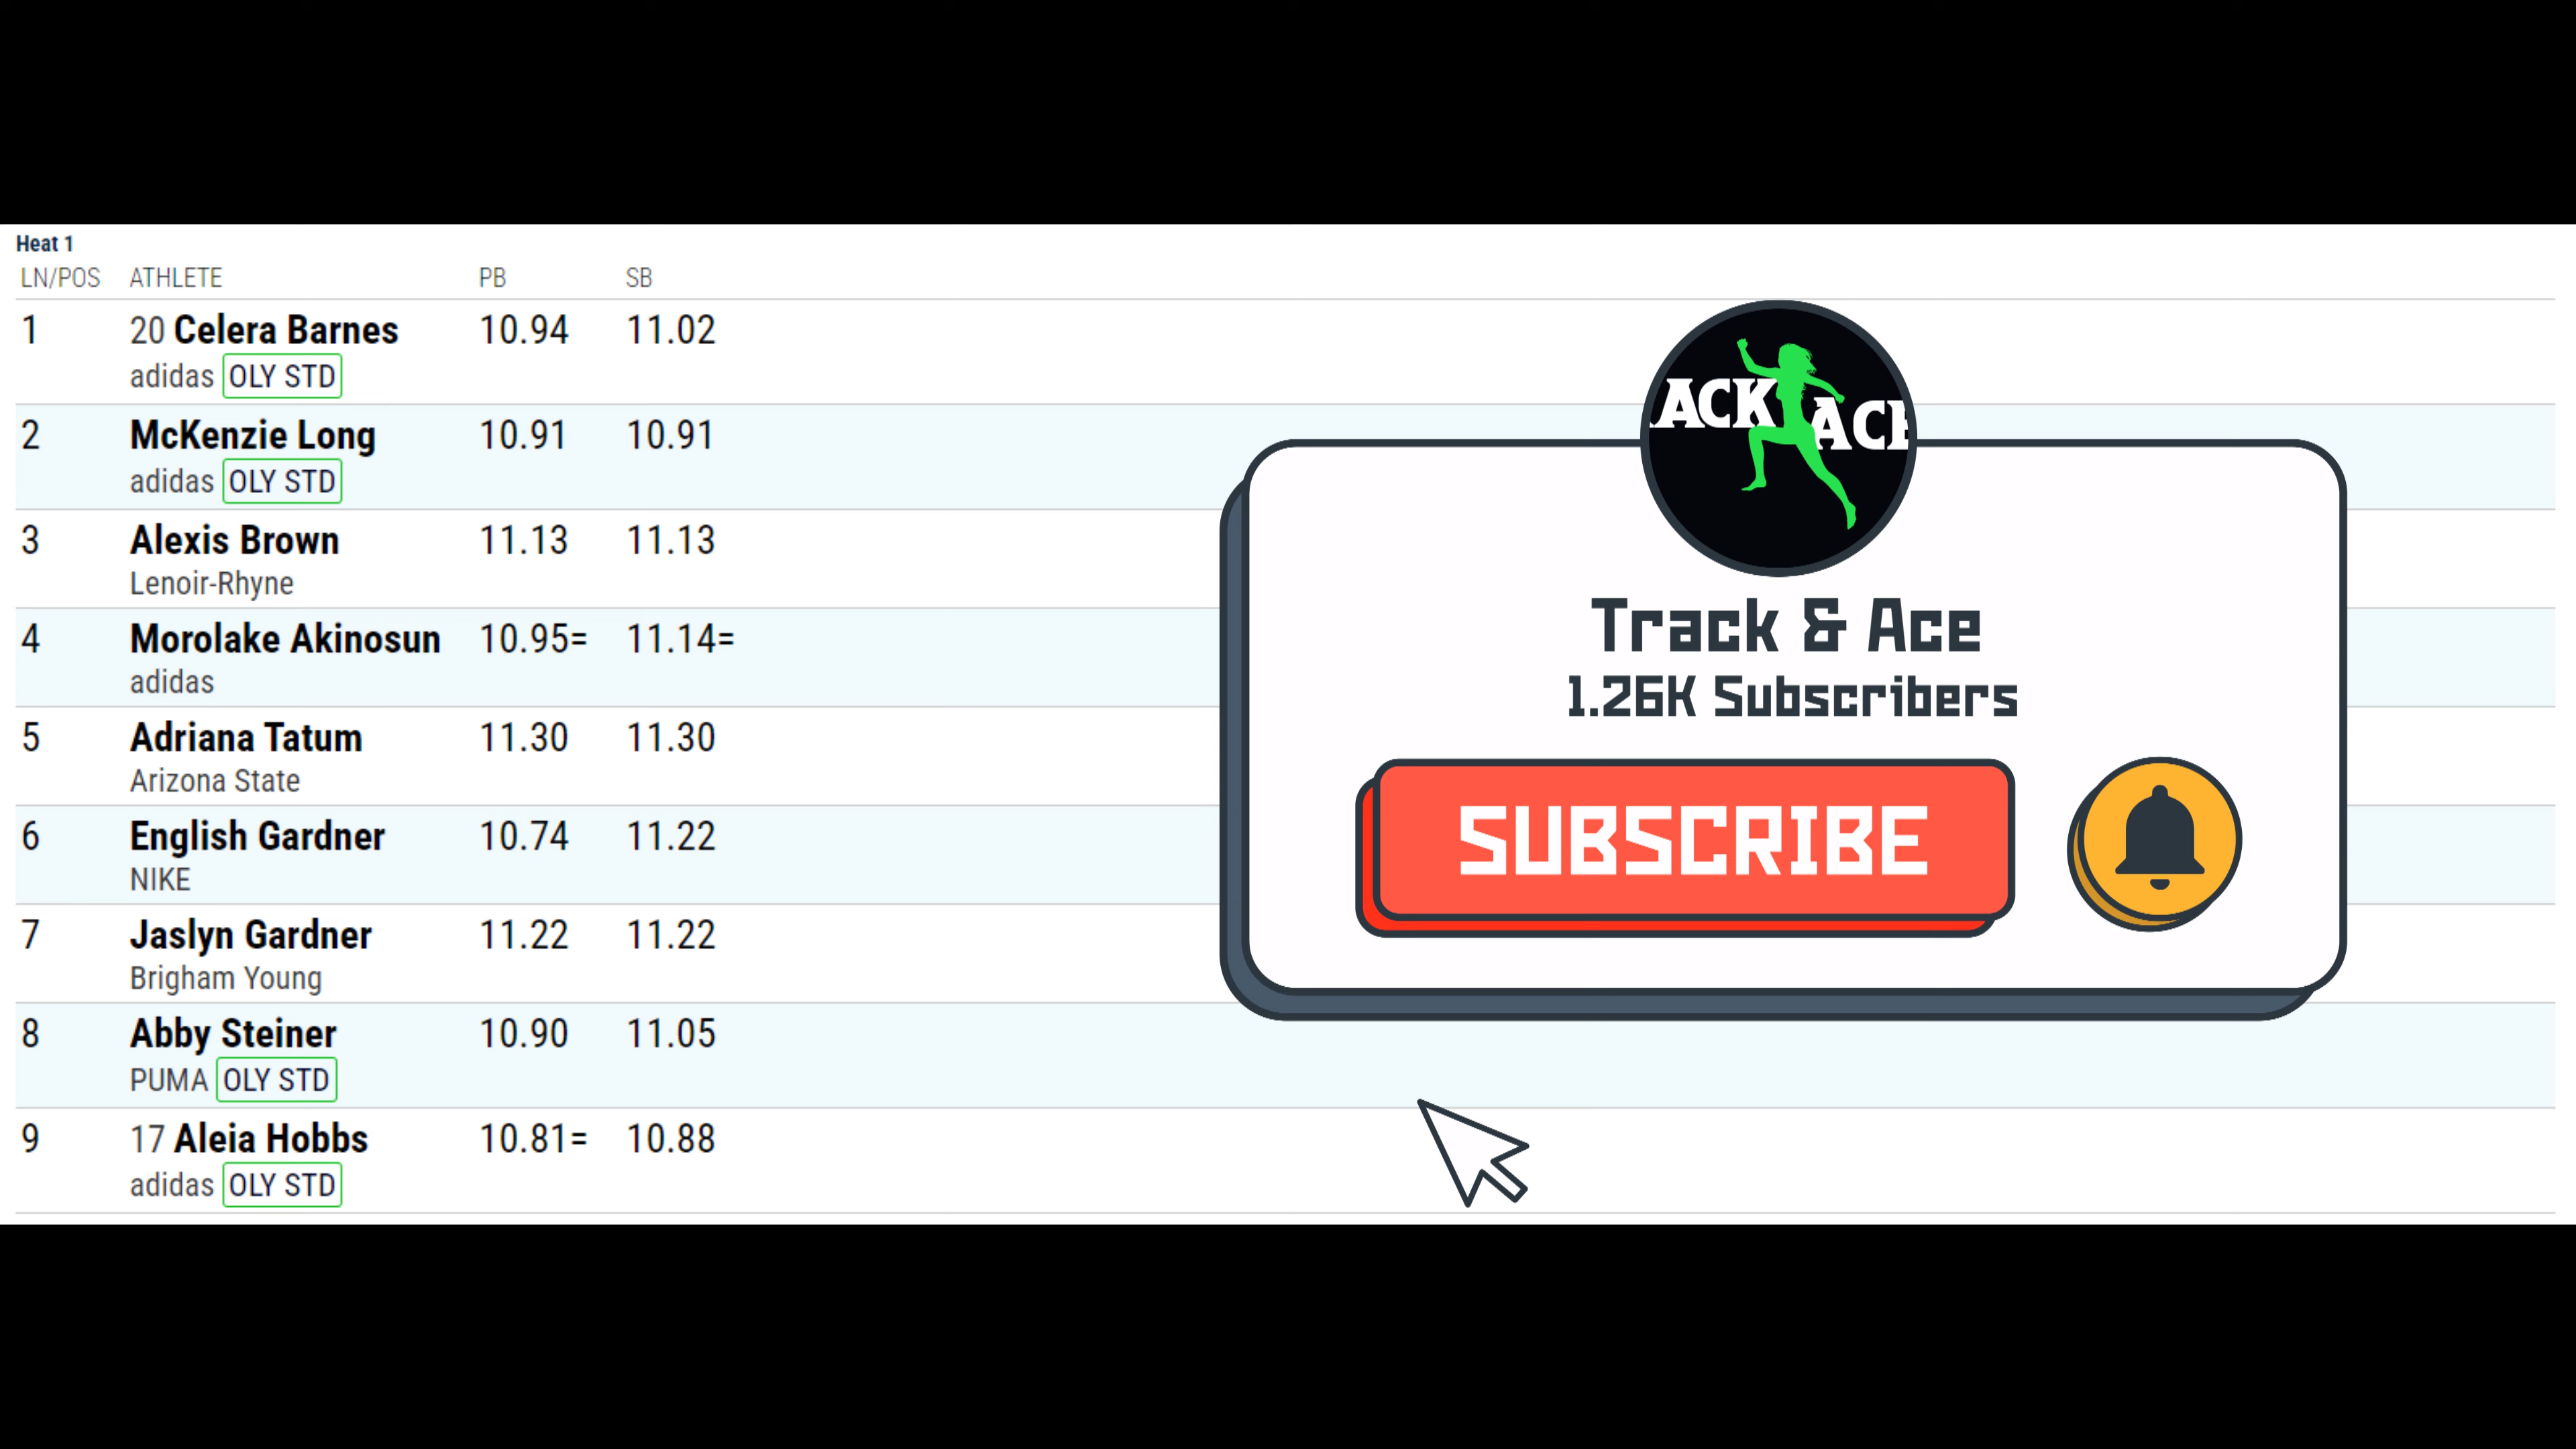 Heat 1
LN/POS ATHLETE PB SB
1 20 Celera Barnes 10.94 11.02
adidas OLY STD
2 McKenzie Long 10.91 10.91
adidas OLY STD
3 Alexis Brown 11.13 11.13
Lenoir-Rhyne
4 Morolake Akinosun 10.95= 11.14=
adidas
5 Adriana Tatum 11.30 11.30
Arizona State
6 English Gardner 10.74 11.22
NIKE
7 Jaslyn Gardner 11.22 11.22
Brigham Young
8 Abby Steiner 10.90 11.05
PUMA OLY STD
9 17 Aleia Hobbs 10.81= 10.88
adidas OLY STD
ACK ACE
Track & Ace
1.26K Subscribers
SUBSCRIBE